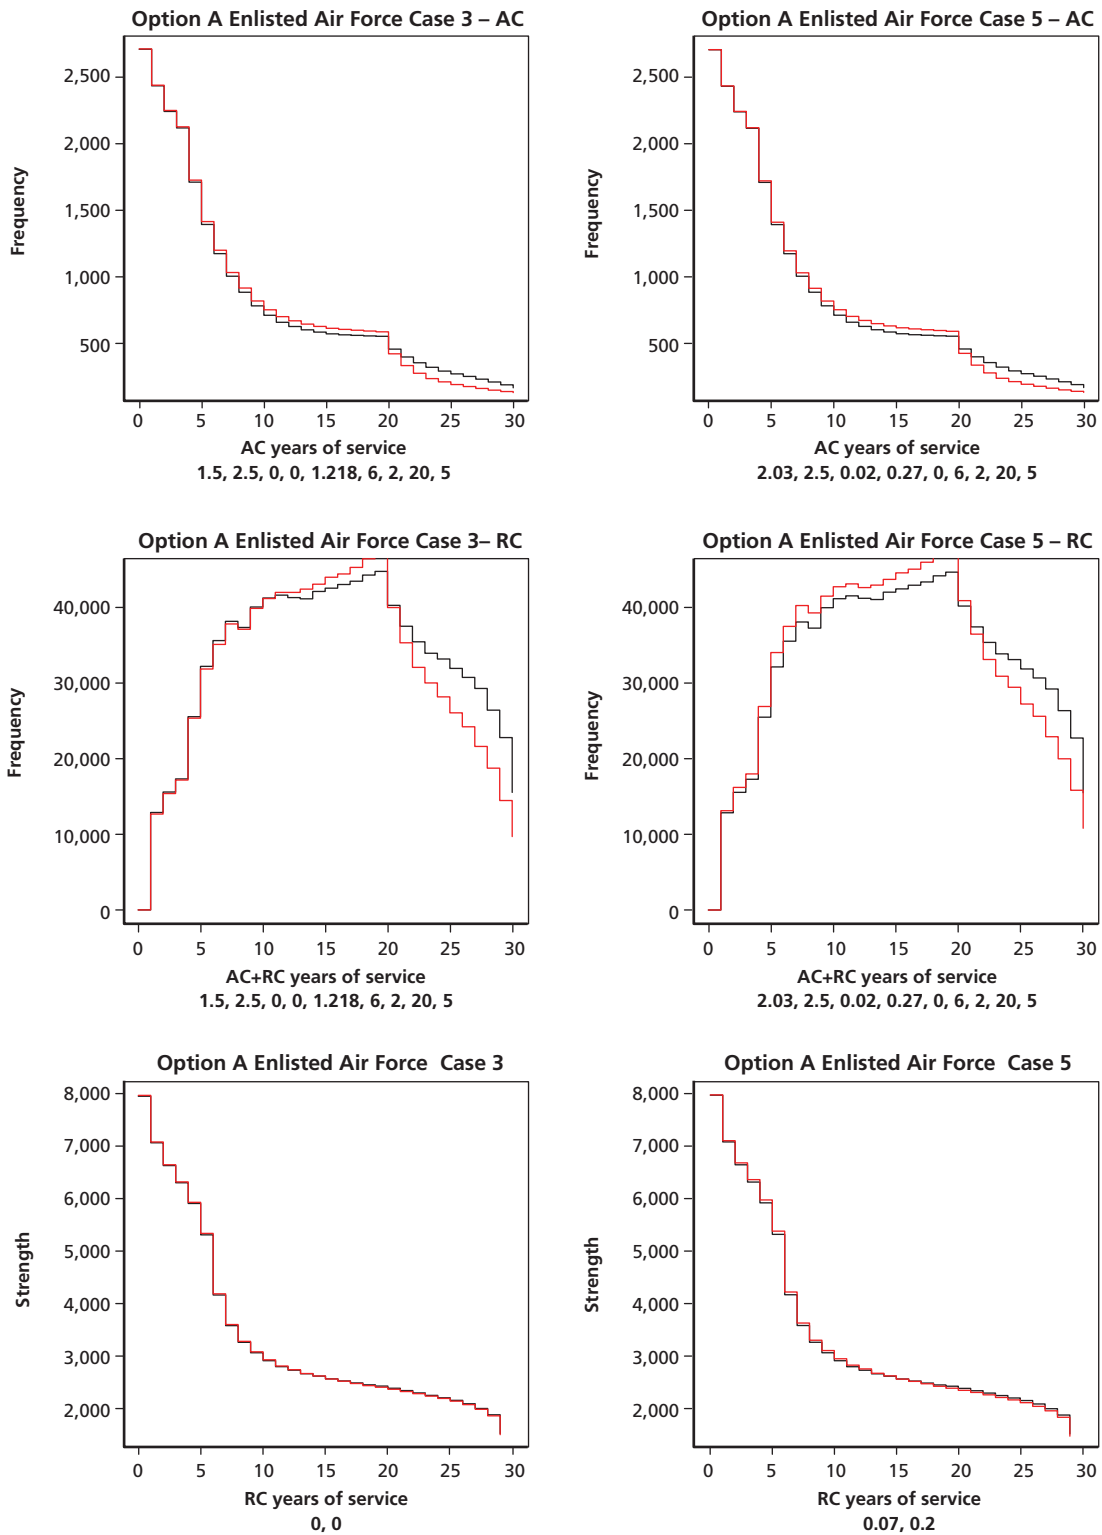 Option A Enlisted Air Force Case 3 – AC
Frequency
2,500
2,000
1,500
1,000
500
0 5 10 15 20 25 30
AC years of service
1.5, 2.5, 0, 0, 1.218, 6, 2, 20, 5
Option A Enlisted Air Force Case 5 – AC
Frequency
2,500
2,000
1,500
1,000
500
0 5 10 15 20 25 30
AC years of service
2.03, 2.5, 0.02, 0.27, 0, 6, 2, 20, 5
Option A Enlisted Air Force Case 3– RC
Frequency
40,000
30,000
20,000
10,000
0
0 5 10 15 20 25 30
AC+RC years of service
1.5, 2.5, 0, 0, 1.218, 6, 2, 20, 5
Option A Enlisted Air Force Case 5 – RC
Frequency
40,000
30,000
20,000
10,000
0
0 5 10 15 20 25 30
AC+RC years of service
2.03, 2.5, 0.02, 0.27, 0, 6, 2, 20, 5
Option A Enlisted Air Force Case 3
Strength
8,000
7,000
6,000
5,000
4,000
3,000
2,000
0 5 10 15 20 25 30
RC years of service
0, 0
Option A Enlisted Air Force Case 5
Strength
8,000
7,000
6,000
5,000
4,000
3,000
2,000
0 5 10 15 20 25 30
RC years of service
0.07, 0.2